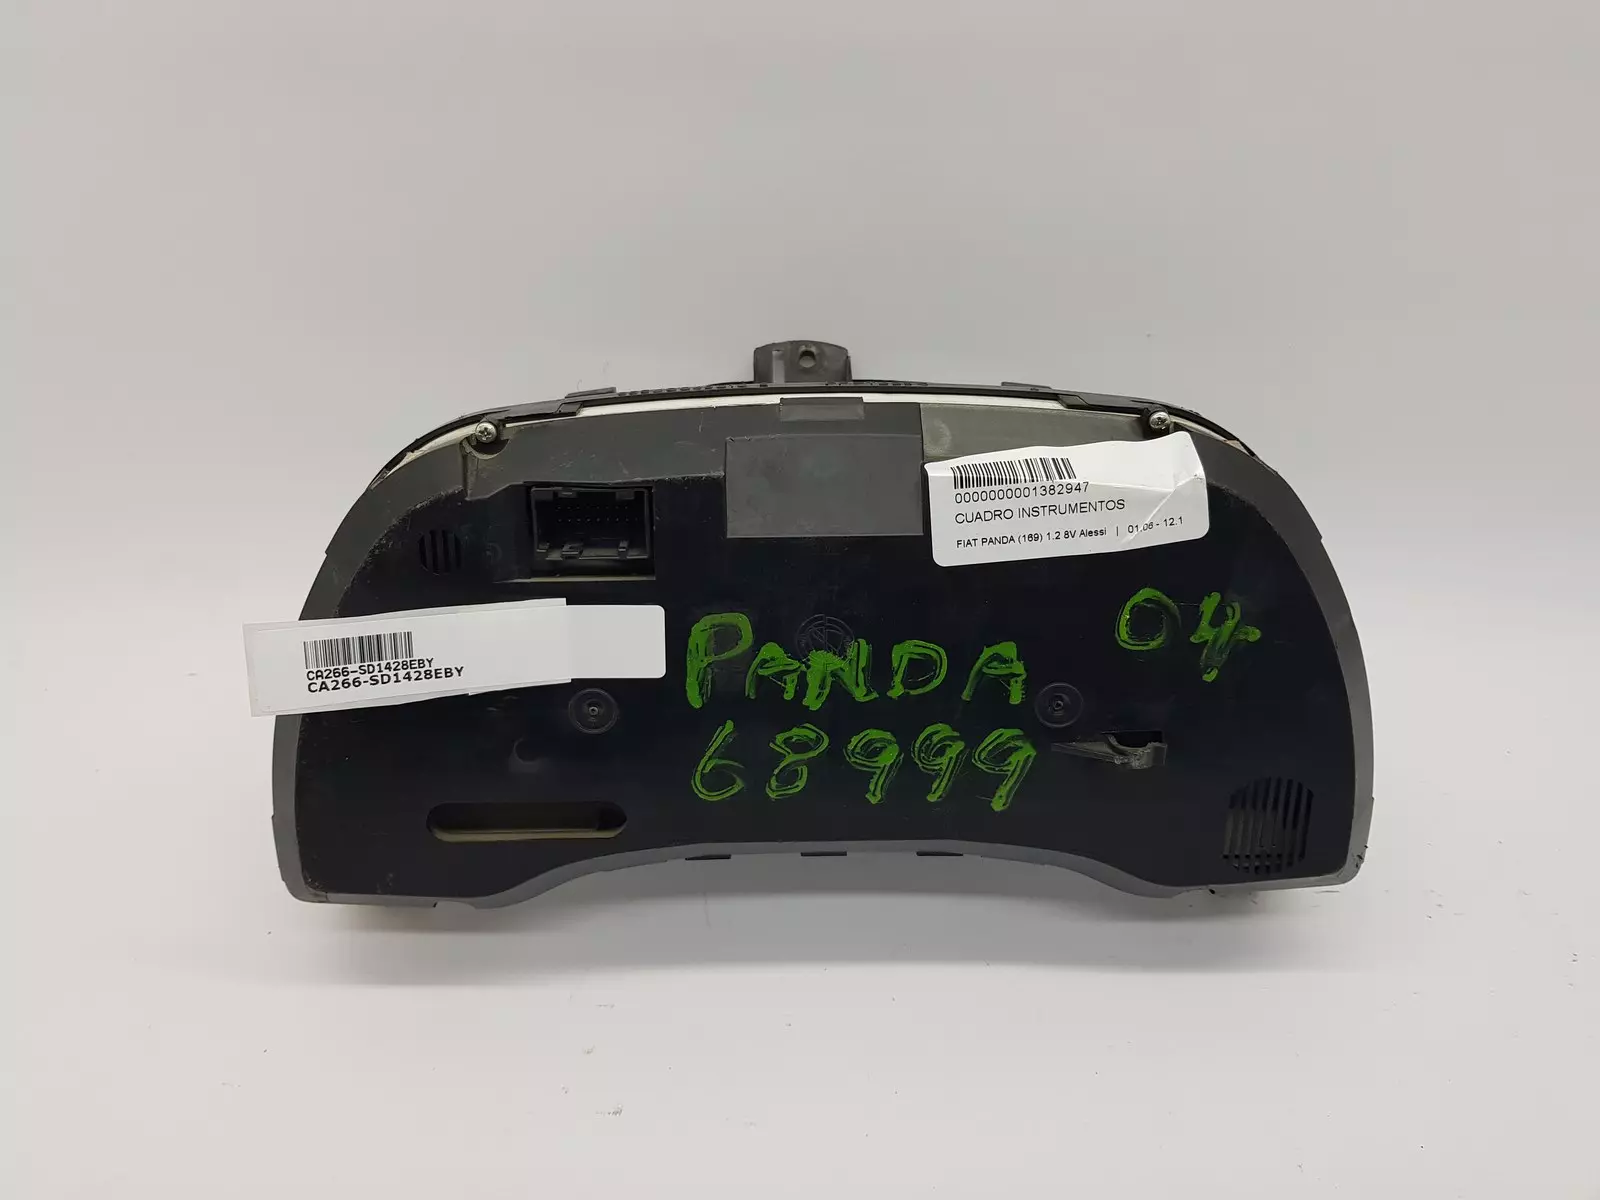 0000000001382947
CUADRO INSTRUMENTOS
FIAT PANDA (169) 1.2 8V Alessi | 01.06 - 12.1
CA266-SD1428EBY
CA266-SD1428EBY
PANDA 04
68999